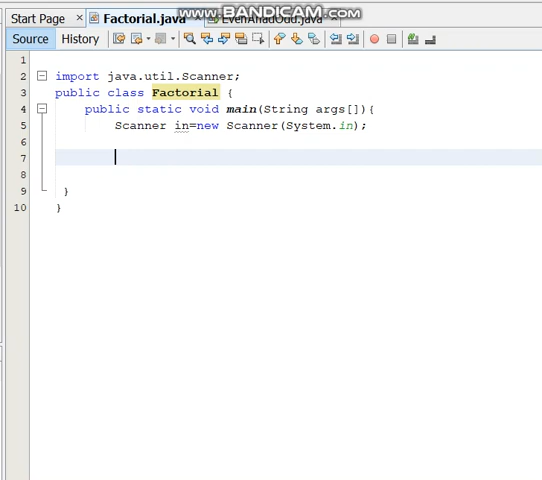 www.BANDICAM.com
Start Page Factorial.java EvenAndOdd.java
Source History
1
2 import java.util.Scanner;
3 public class Factorial {
4 public static void main(String args[]){
5 Scanner in=new Scanner(System.in);
6
7
8
9 }
10 }